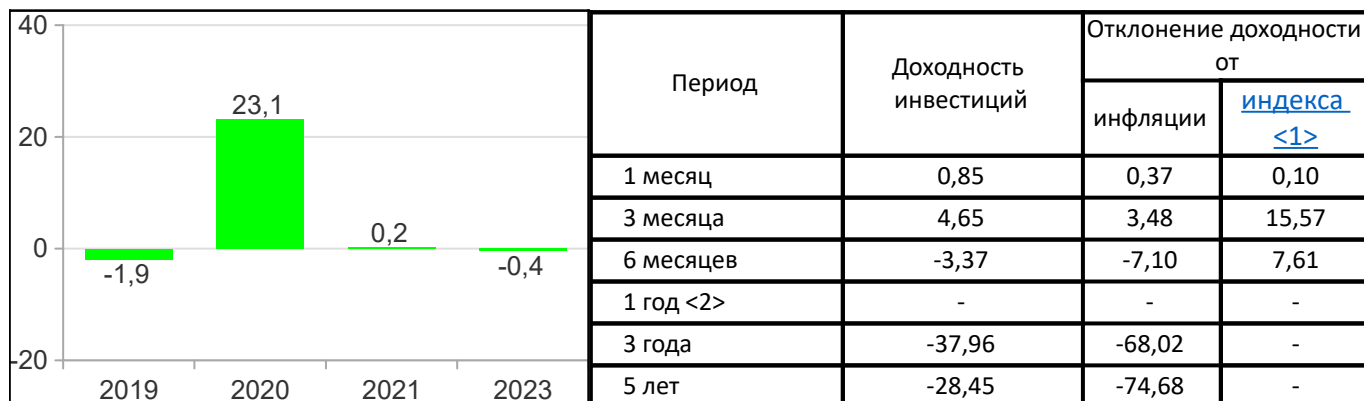 40
20
0
-20
23,1
0,2
-1,9
-0,4
2019 2020 2021 2023
Период
Доходность
инвестиций
Отклонение доходности
от
инфляции
индекса
<1>
1 месяц 0,85 0,37 0,10
3 месяца 4,65 3,48 15,57
6 месяцев -3,37 -7,10 7,61
1 год <2> - - -
3 года -37,96 -68,02 -
5 лет -28,45 -74,68 -